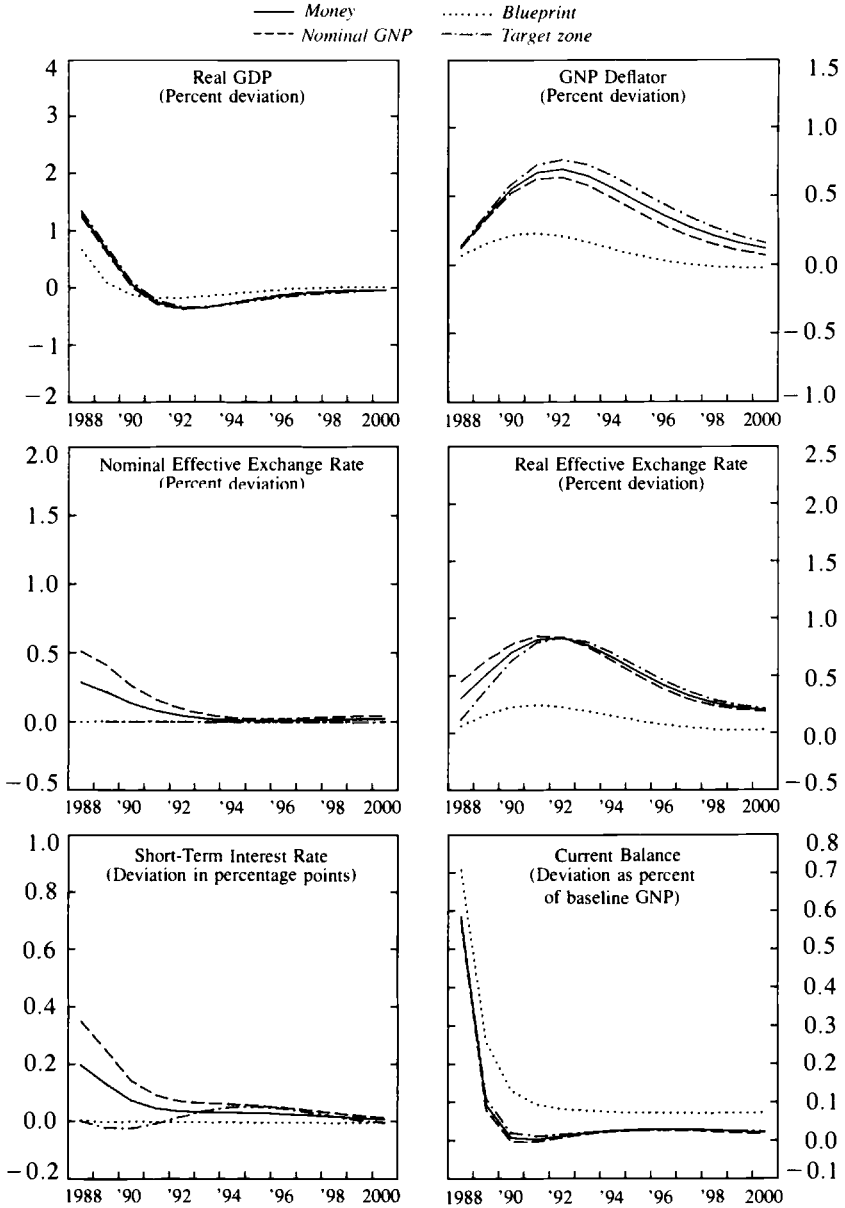 Money
Blueprint
Nominal GNP
Target zone
Real GDP
(Percent deviation)
4
3
2
1
0
−1
−2
1988 '90 '92 '94 '96 '98 2000
GNP Deflator
(Percent deviation)
1.5
1.0
0.5
0.0
−0.5
−1.0
1988 '90 '92 '94 '96 '98 2000
Nominal Effective Exchange Rate
(Percent deviation)
2.0
1.5
1.0
0.5
0.0
−0.5
1988 '90 '92 '94 '96 '98 2000
Real Effective Exchange Rate
(Percent deviation)
2.5
2.0
1.5
1.0
0.5
0.0
−0.5
1988 '90 '92 '94 '96 '98 2000
Short-Term Interest Rate
(Deviation in percentage points)
1.0
0.8
0.6
0.4
0.2
0.0
−0.2
1988 '90 '92 '94 '96 '98 2000
Current Balance
(Deviation as percent
of baseline GNP)
0.8
0.7
0.6
0.5
0.4
0.3
0.2
0.1
0.0
−0.1
1988 '90 '92 '94 '96 '98 2000